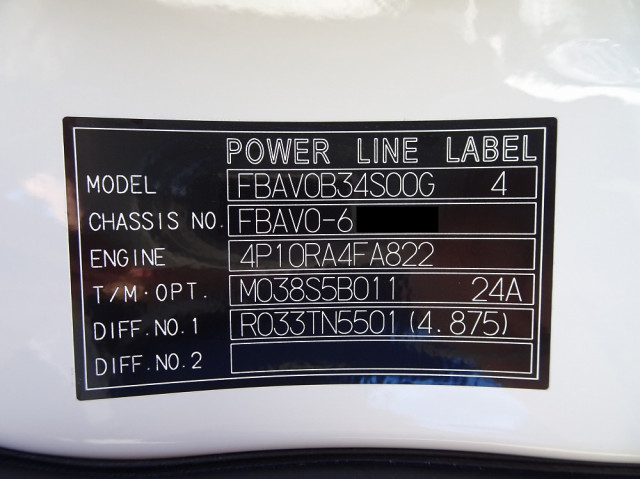 POWER LINE LABEL
MODEL FBAV0B34S00G 4
CHASSIS NO. FBAV0-6
ENGINE 4P10RA4FA822
T/M·OPT. M038S5B011 24A
DIFF.NO.1 R033TN5501(4.875)
DIFF.NO.2